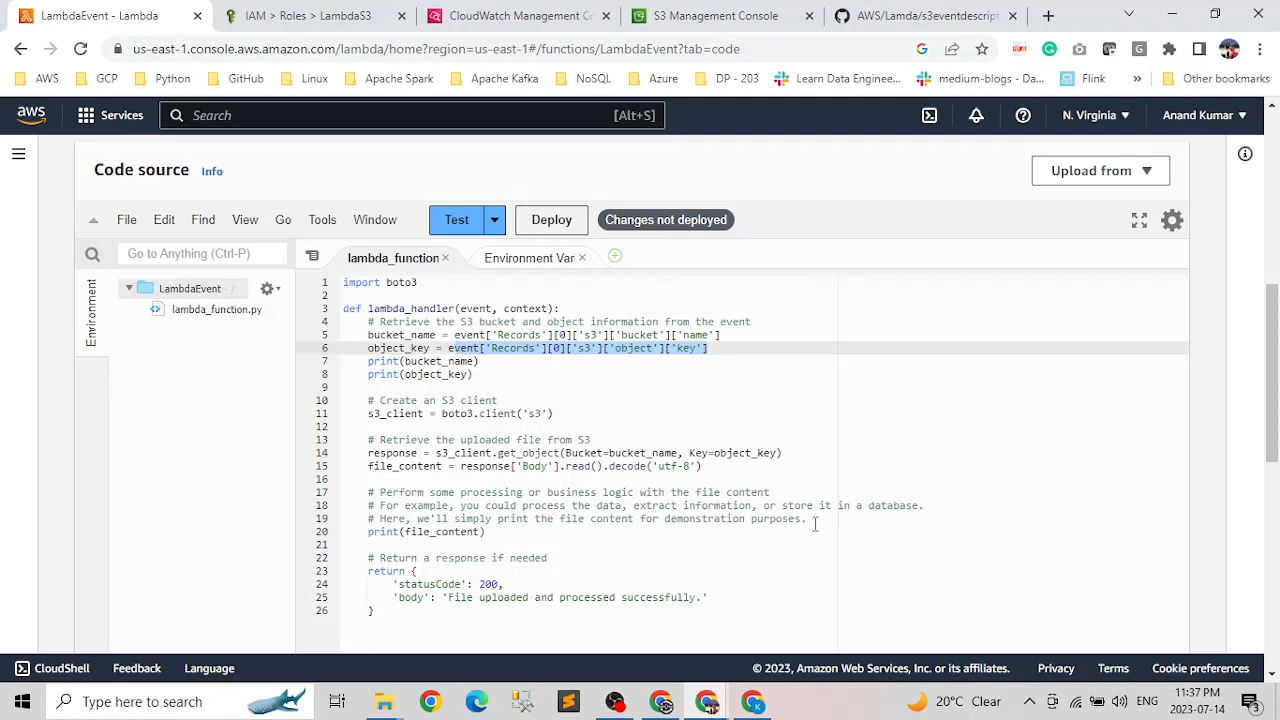 LambdaEvent - Lambda
IAM > Roles > LambdaS3
CloudWatch Management Co
S3 Management Console
AWS/Lamda/s3eventdescript
us-east-1.console.aws.amazon.com/lambda/home?region=us-east-1#/functions/LambdaEvent?tab=code
AWS
GCP
Python
GitHub
Linux
Apache Spark
Apache Kafka
NoSQL
Azure
DP - 203
Learn Data Enginee...
medium-blogs - Da...
Flink
»
Other bookmarks
aws
Services
Search
[Alt+S]
N. Virginia
Anand Kumar
Code source
Info
Upload from
File
Edit
Find
View
Go
Tools
Window
Test
Deploy
Changes not deployed
Go to Anything (Ctrl-P)
lambda_function
Environment Var
Environment
LambdaEvent - /
lambda_function.py
1 import boto3
2
3 def lambda_handler(event, context):
4 # Retrieve the S3 bucket and object information from the event
5 bucket_name = event['Records'][0]['s3']['bucket']['name']
6 object_key = event['Records'][0]['s3']['object']['key']
7 print(bucket_name)
8 print(object_key)
9
10 # Create an S3 client
11 s3_client = boto3.client('s3')
12
13 # Retrieve the uploaded file from S3
14 response = s3_client.get_object(Bucket=bucket_name, Key=object_key)
15 file_content = response['Body'].read().decode('utf-8')
16
17 # Perform some processing or business logic with the file content
18 # For example, you could process the data, extract information, or store it in a database.
19 # Here, we'll simply print the file content for demonstration purposes.
20 print(file_content)
21
22 # Return a response if needed
23 return {
24 'statusCode': 200,
25 'body': 'File uploaded and processed successfully.'
26 }
CloudShell
Feedback
Language
© 2023, Amazon Web Services, Inc. or its affiliates.
Privacy
Terms
Cookie preferences
Type here to search
20°C Clear
ENG
11:37 PM
2023-07-14
3